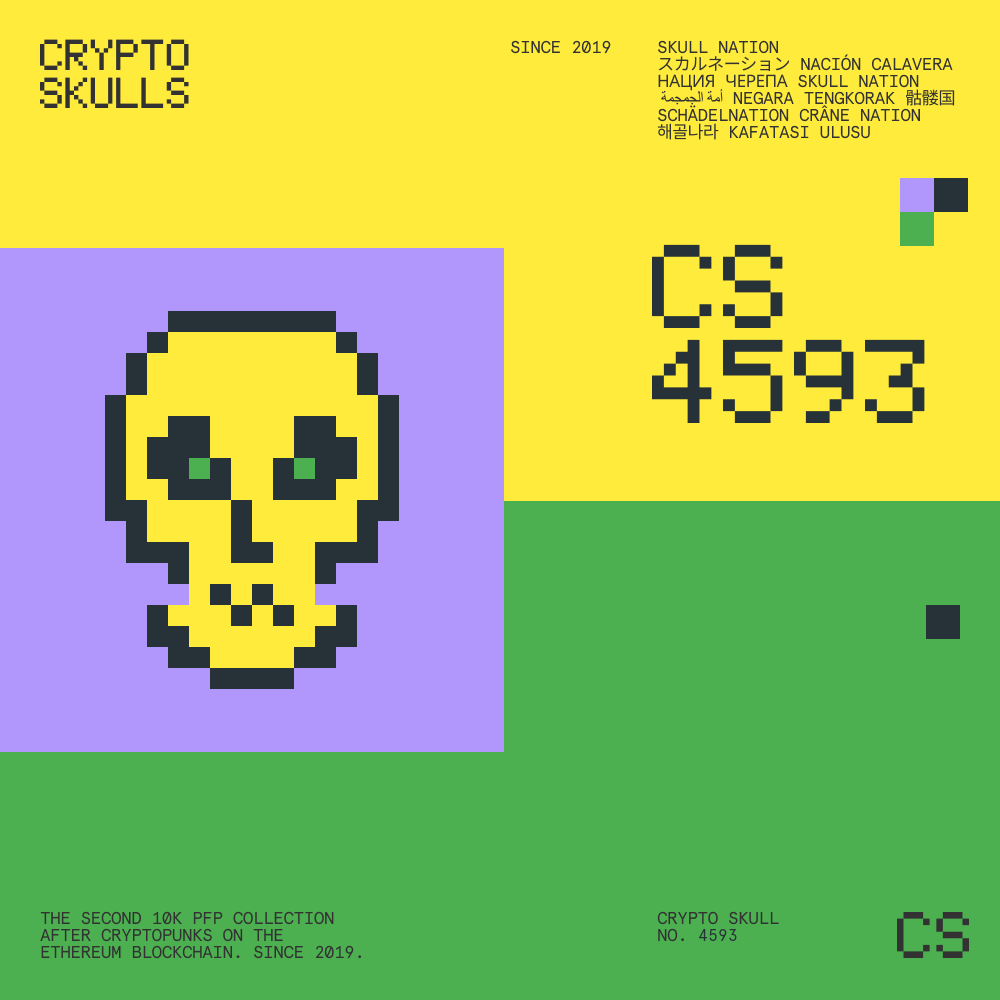 CRYPTO
SKULLS
SINCE 2019
SKULL NATION
スカルネーション NACIÓN CALAVERA
НАЦИЯ ЧЕРЕПА SKULL NATION
أمة الجمجمة NEGARA TENGKORAK 骷髅国
SCHÄDELNATION CRÂNE NATION
해골나라 KAFATASI ULUSU
CS
4593
THE SECOND 10K PFP COLLECTION
AFTER CRYPTOPUNKS ON THE
ETHEREUM BLOCKCHAIN. SINCE 2019.
CRYPTO SKULL
NO. 4593
CS